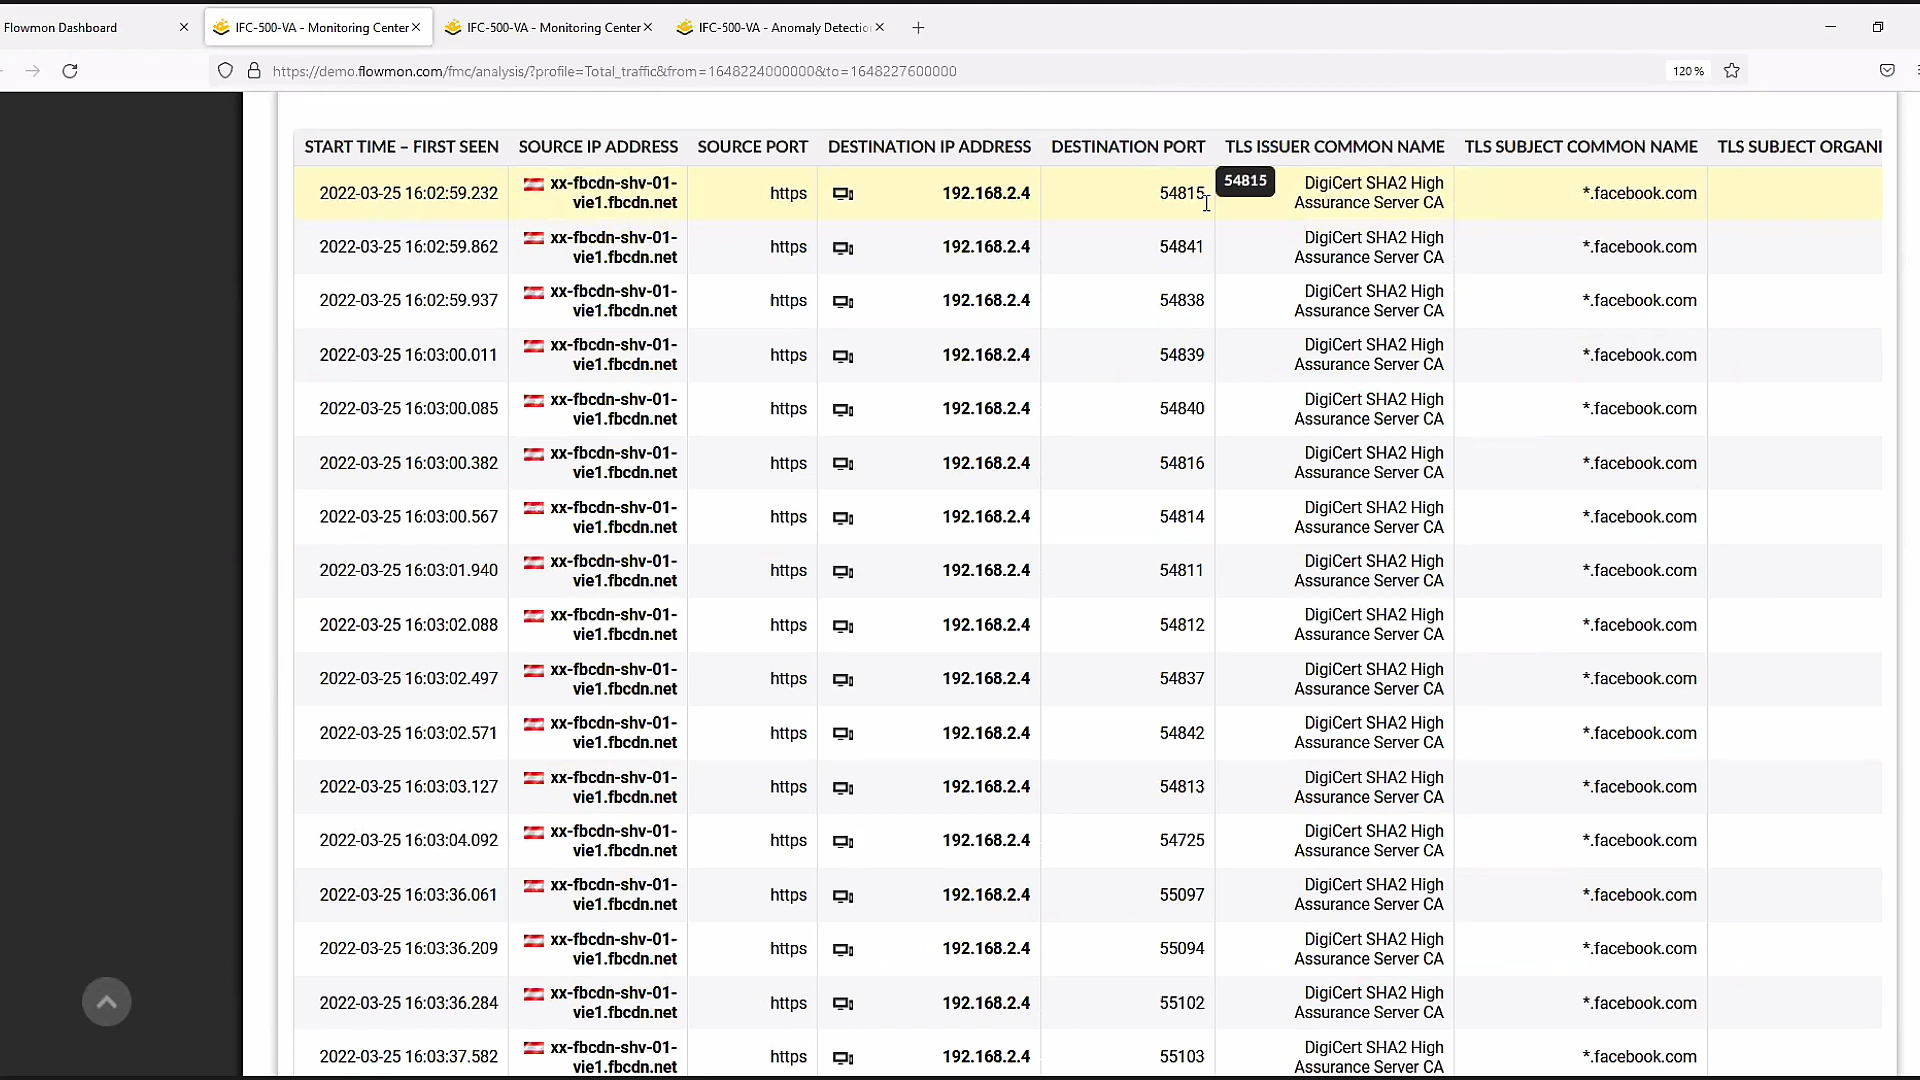 Flowmon Dashboard
IFC-500-VA - Monitoring Center
IFC-500-VA - Monitoring Center
IFC-500-VA - Anomaly Detectio
https://demo.flowmon.com/fmc/analysis/?profile=Total_traffic&from=1648224000000&to=1648227600000
120 %
START TIME – FIRST SEEN SOURCE IP ADDRESS SOURCE PORT DESTINATION IP ADDRESS DESTINATION PORT TLS ISSUER COMMON NAME TLS SUBJECT COMMON NAME TLS SUBJECT ORGANI
54815
2022-03-25 16:02:59.232 xx-fbcdn-shv-01- https 192.168.2.4 54815 DigiCert SHA2 High *.facebook.com
vie1.fbcdn.net Assurance Server CA
2022-03-25 16:02:59.862 xx-fbcdn-shv-01- https 192.168.2.4 54841 DigiCert SHA2 High *.facebook.com
vie1.fbcdn.net Assurance Server CA
2022-03-25 16:02:59.937 xx-fbcdn-shv-01- https 192.168.2.4 54838 DigiCert SHA2 High *.facebook.com
vie1.fbcdn.net Assurance Server CA
2022-03-25 16:03:00.011 xx-fbcdn-shv-01- https 192.168.2.4 54839 DigiCert SHA2 High *.facebook.com
vie1.fbcdn.net Assurance Server CA
2022-03-25 16:03:00.085 xx-fbcdn-shv-01- https 192.168.2.4 54840 DigiCert SHA2 High *.facebook.com
vie1.fbcdn.net Assurance Server CA
2022-03-25 16:03:00.382 xx-fbcdn-shv-01- https 192.168.2.4 54816 DigiCert SHA2 High *.facebook.com
vie1.fbcdn.net Assurance Server CA
2022-03-25 16:03:00.567 xx-fbcdn-shv-01- https 192.168.2.4 54814 DigiCert SHA2 High *.facebook.com
vie1.fbcdn.net Assurance Server CA
2022-03-25 16:03:01.940 xx-fbcdn-shv-01- https 192.168.2.4 54811 DigiCert SHA2 High *.facebook.com
vie1.fbcdn.net Assurance Server CA
2022-03-25 16:03:02.088 xx-fbcdn-shv-01- https 192.168.2.4 54812 DigiCert SHA2 High *.facebook.com
vie1.fbcdn.net Assurance Server CA
2022-03-25 16:03:02.497 xx-fbcdn-shv-01- https 192.168.2.4 54837 DigiCert SHA2 High *.facebook.com
vie1.fbcdn.net Assurance Server CA
2022-03-25 16:03:02.571 xx-fbcdn-shv-01- https 192.168.2.4 54842 DigiCert SHA2 High *.facebook.com
vie1.fbcdn.net Assurance Server CA
2022-03-25 16:03:03.127 xx-fbcdn-shv-01- https 192.168.2.4 54813 DigiCert SHA2 High *.facebook.com
vie1.fbcdn.net Assurance Server CA
2022-03-25 16:03:04.092 xx-fbcdn-shv-01- https 192.168.2.4 54725 DigiCert SHA2 High *.facebook.com
vie1.fbcdn.net Assurance Server CA
2022-03-25 16:03:36.061 xx-fbcdn-shv-01- https 192.168.2.4 55097 DigiCert SHA2 High *.facebook.com
vie1.fbcdn.net Assurance Server CA
2022-03-25 16:03:36.209 xx-fbcdn-shv-01- https 192.168.2.4 55094 DigiCert SHA2 High *.facebook.com
vie1.fbcdn.net Assurance Server CA
2022-03-25 16:03:36.284 xx-fbcdn-shv-01- https 192.168.2.4 55102 DigiCert SHA2 High *.facebook.com
vie1.fbcdn.net Assurance Server CA
2022-03-25 16:03:37.582 xx-fbcdn-shv-01- https 192.168.2.4 55103 DigiCert SHA2 High *.facebook.com
vie1.fbcdn.net Assurance Server CA